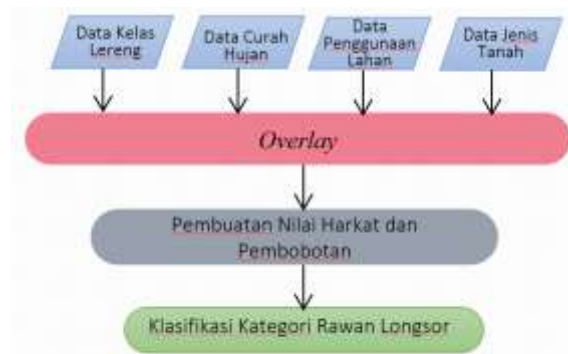 Data Kelas
Lereng
Data Curah
Hujan
Data
Penggunaan
Lahan
Data Jenis
Tanah
Overlay
Pembuatan Nilai Harkat dan
Pembobotan
Klasifikasi Kategori Rawan Longsor